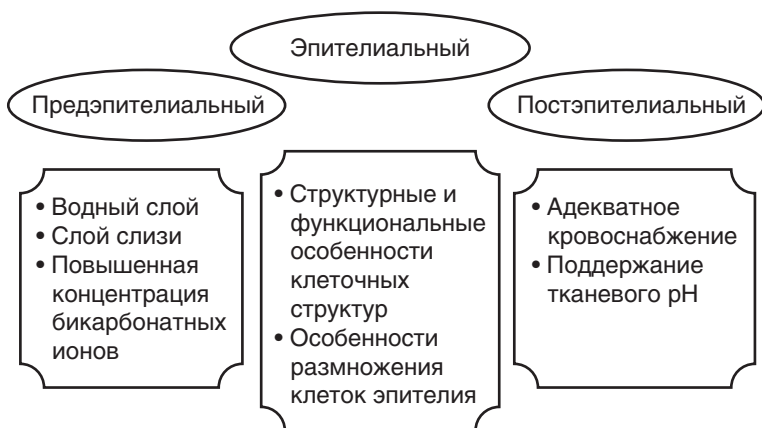 Эпителиальный
Предэпителиальный
Постэпителиальный
• Водный слой
• Слой слизи
• Повышенная
концентрация
бикарбонатных
ионов
• Структурные и
функциональные
особенности
клеточных
структур
• Особенности
размножения
клеток эпителия
• Адекватное
кровоснабжение
• Поддержание
тканевого pH